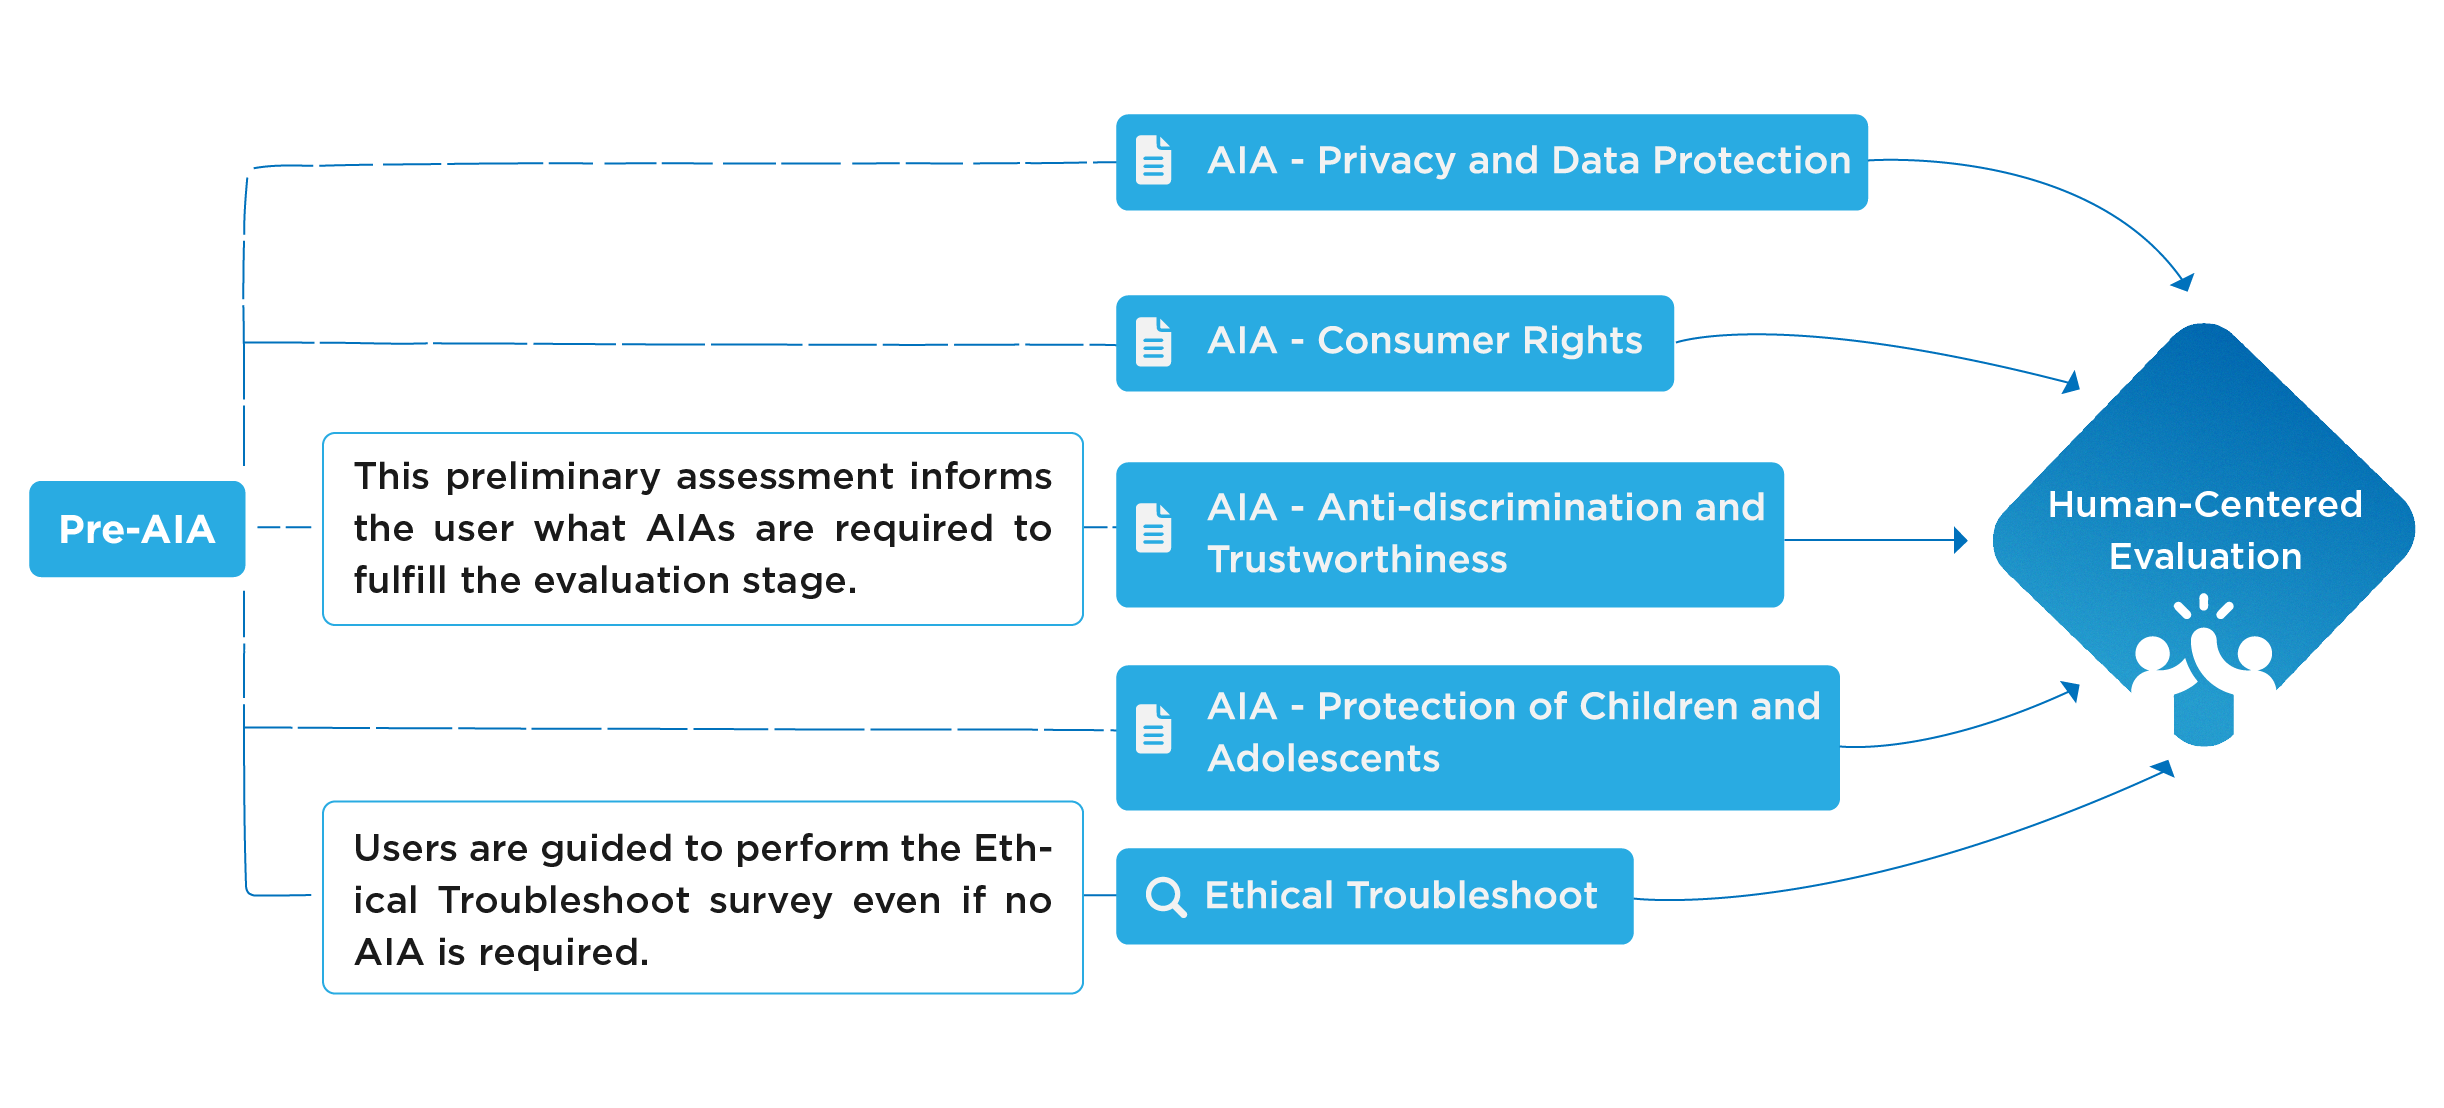 AIA - Privacy and Data Protection
AIA - Consumer Rights
Pre-AIA
This preliminary assessment informs
the user what AIAs are required to
fulfill the evaluation stage.
AIA - Anti-discrimination and
Trustworthiness
Human-Centered
Evaluation
AIA - Protection of Children and
Adolescents
Users are guided to perform the Eth-
ical Troubleshoot survey even if no
AIA is required.
Ethical Troubleshoot